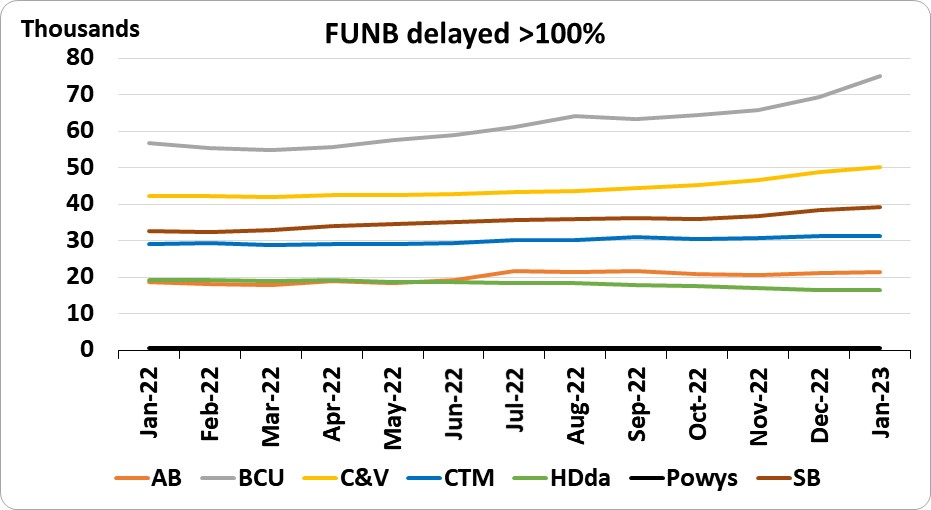 Thousands
FUNB delayed >100%
80
70
60
50
40
30
20
10
0
Jan-22
Feb-22
Mar-22
Apr-22
May-22
Jun-22
Jul-22
Aug-22
Sep-22
Oct-22
Nov-22
Dec-22
Jan-23
AB BCU C&V CTM HDda Powys SB